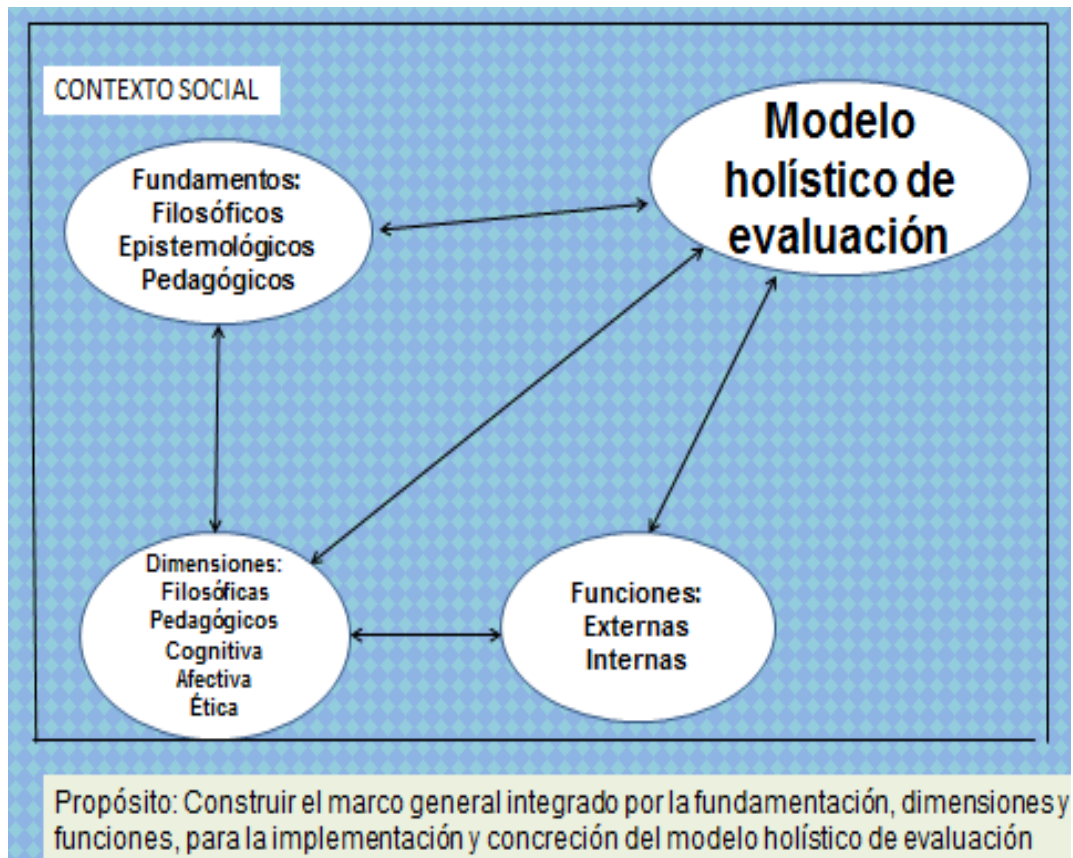 CONTEXTO SOCIAL
Modelo
holístico de
evaluación
Fundamentos:
Filosóficos
Epistemológicos
Pedagógicos
Dimensiones:
Filosóficas
Pedagógicos
Cognitiva
Afectiva
Ética
Funciones:
Externas
Internas
Propósito: Construir el marco general integrado por la fundamentación, dimensiones y
funciones, para la implementación y concreción del modelo holístico de evaluación